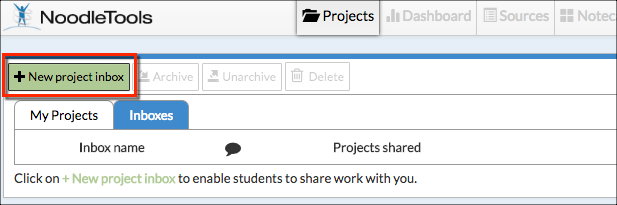 NoodleTools Projects Dashboard Sources
+ New project inbox Archive Unarchive Delete
My Projects Inboxes
Inbox name Projects shared
Click on + New project inbox to enable students to share work with you.